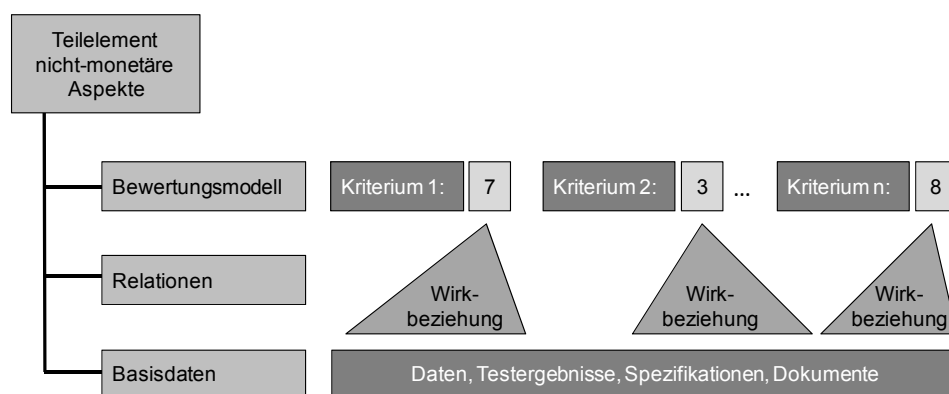 Teilelement
nicht-monetäre
Aspekte
Bewertungsmodell
Kriterium 1: 7
Kriterium 2: 3 ...
Kriterium n: 8
Relationen
Wirk-
beziehung
Wirk-
beziehung
Wirk-
beziehung
Basisdaten
Daten, Testergebnisse, Spezifikationen, Dokumente